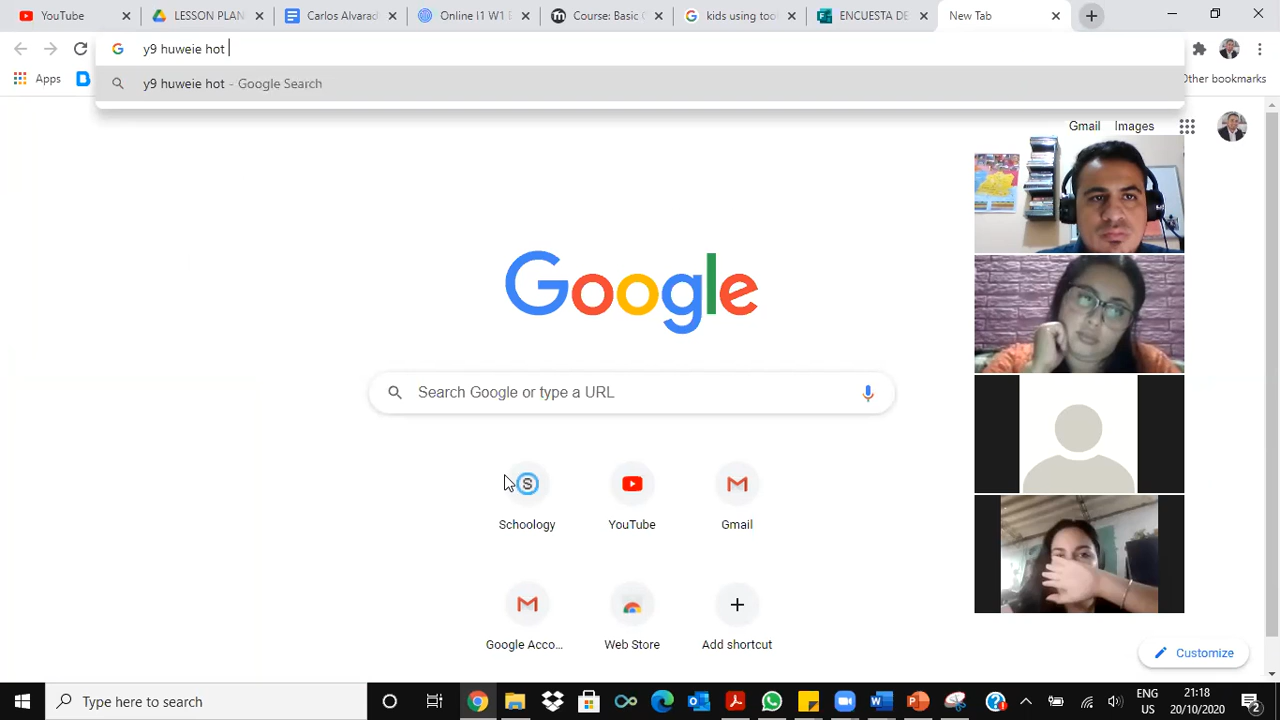 YouTube
LESSON PLAN
Carlos Alvarad
Online I1 W1 E
Course: Basic C
kids using too
ENCUESTA DE
New Tab
y9 huweie hot
y9 huweie hot - Google Search
Apps
Other bookmarks
Gmail Images
Google
Search Google or type a URL
S
Schoology
YouTube
Gmail
Google Acco...
Web Store
Add shortcut
Customize
Type here to search
ENG
US
21:18
20/10/2020
2